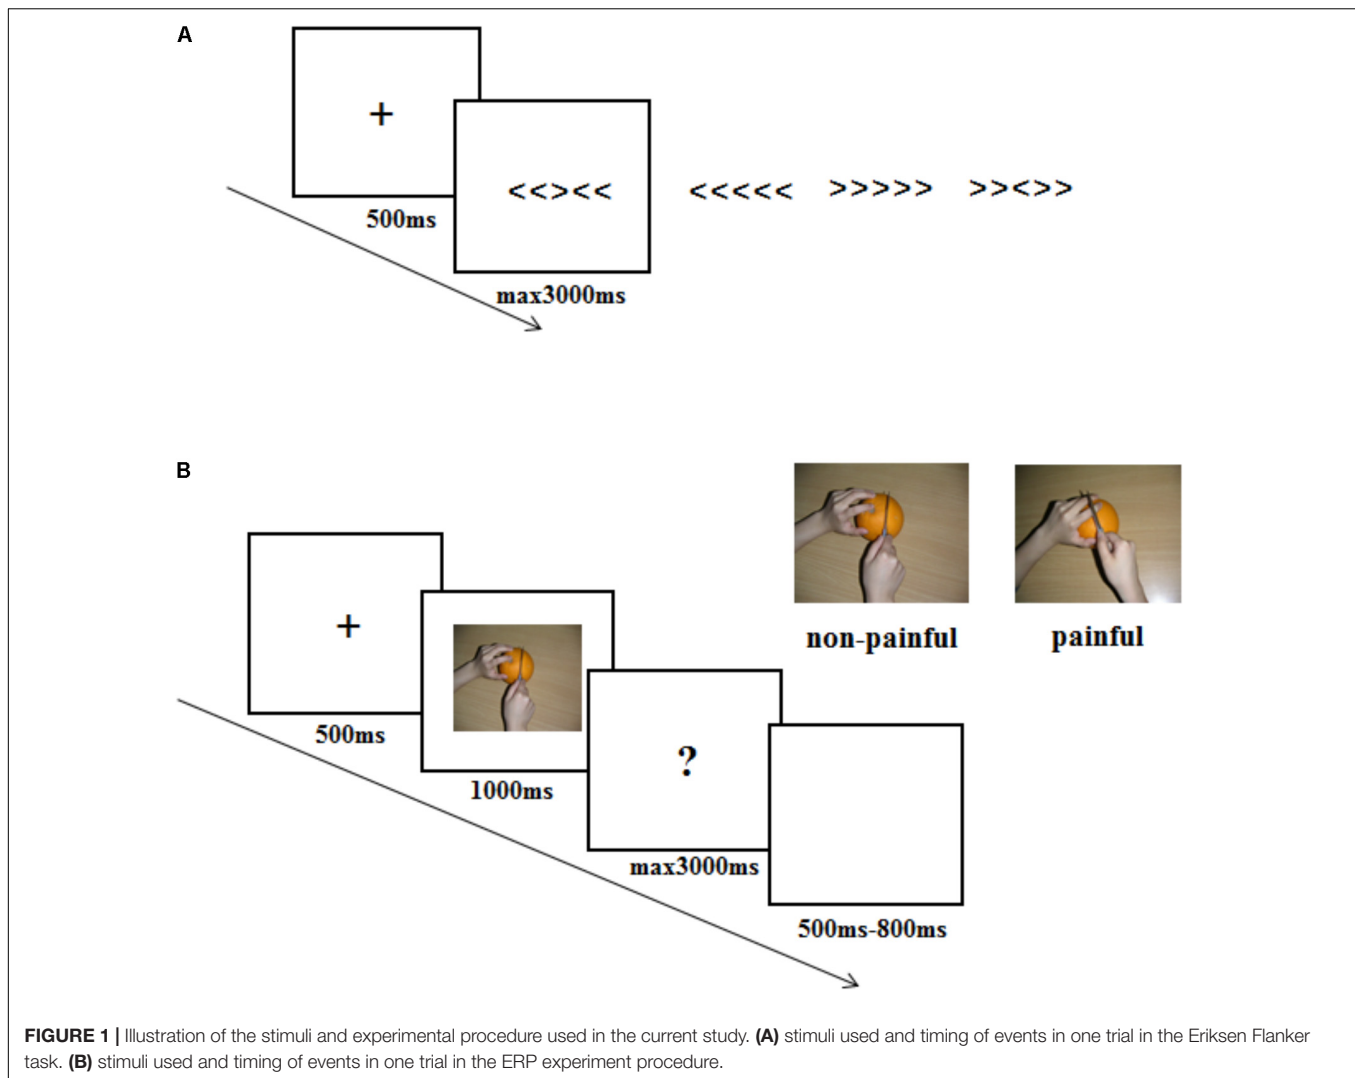 A
+
<<><<
<<<<< >>>>> >><>>
500ms
max3000ms
B
non-painful painful
+
500ms
1000ms
?
max3000ms
500ms-800ms
FIGURE 1 | Illustration of the stimuli and experimental procedure used in the current study. (A) stimuli used and timing of events in one trial in the Eriksen Flanker
task. (B) stimuli used and timing of events in one trial in the ERP experiment procedure.